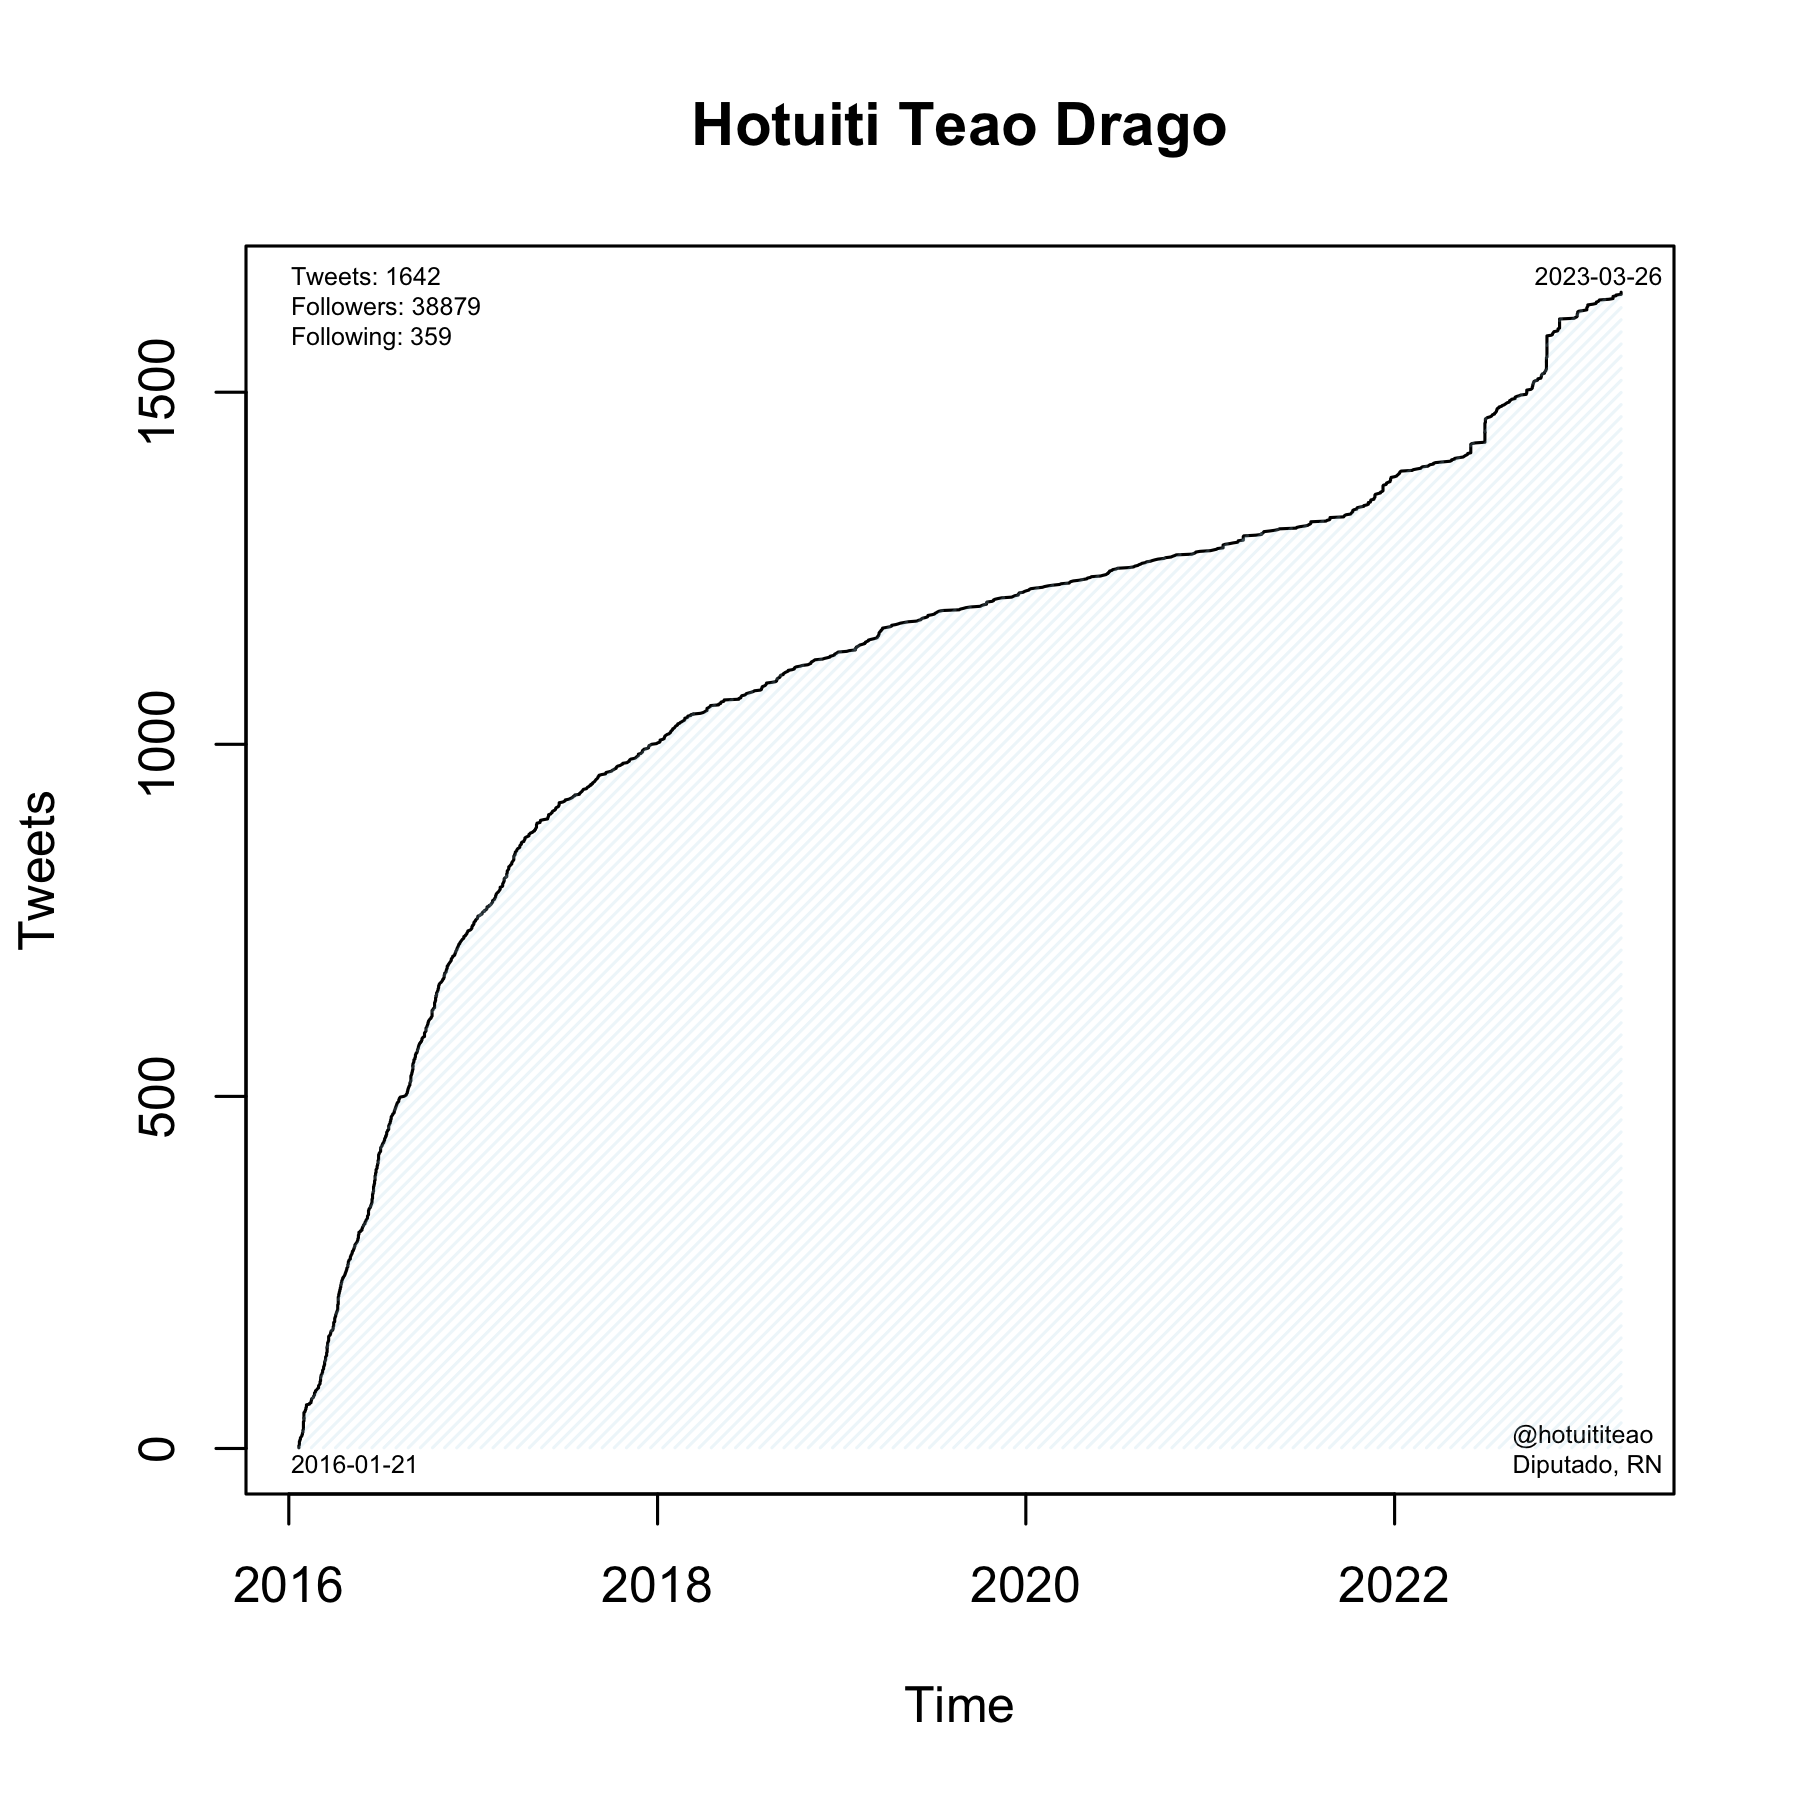 Hotuiti Teao Drago
Tweets: 1642
Followers: 38879
Following: 359
2023-03-26
1500
1000
500
0
Tweets
@hotuititeao
Diputado, RN
2016-01-21
2016
2018
2020
2022
Time